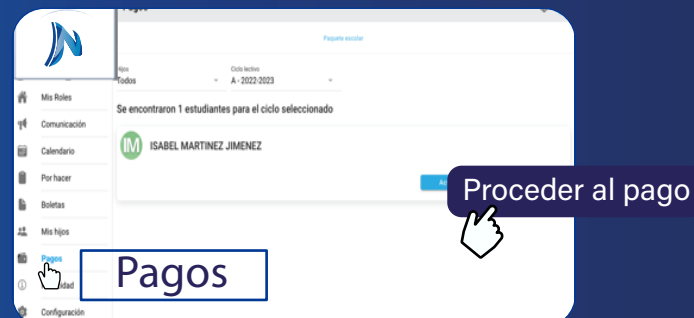 Pagos
Paquete escolar
Hijos
Todos
Ciclo lectivo
A - 2022-2023
Se encontraron 1 estudiantes para el ciclo seleccionado
IM
ISABEL MARTINEZ JIMENEZ
Proceder al pago
Mis Roles
Comunicación
Calendario
Por hacer
Boletas
Mis hijos
Pagos
Pagos
Configuración